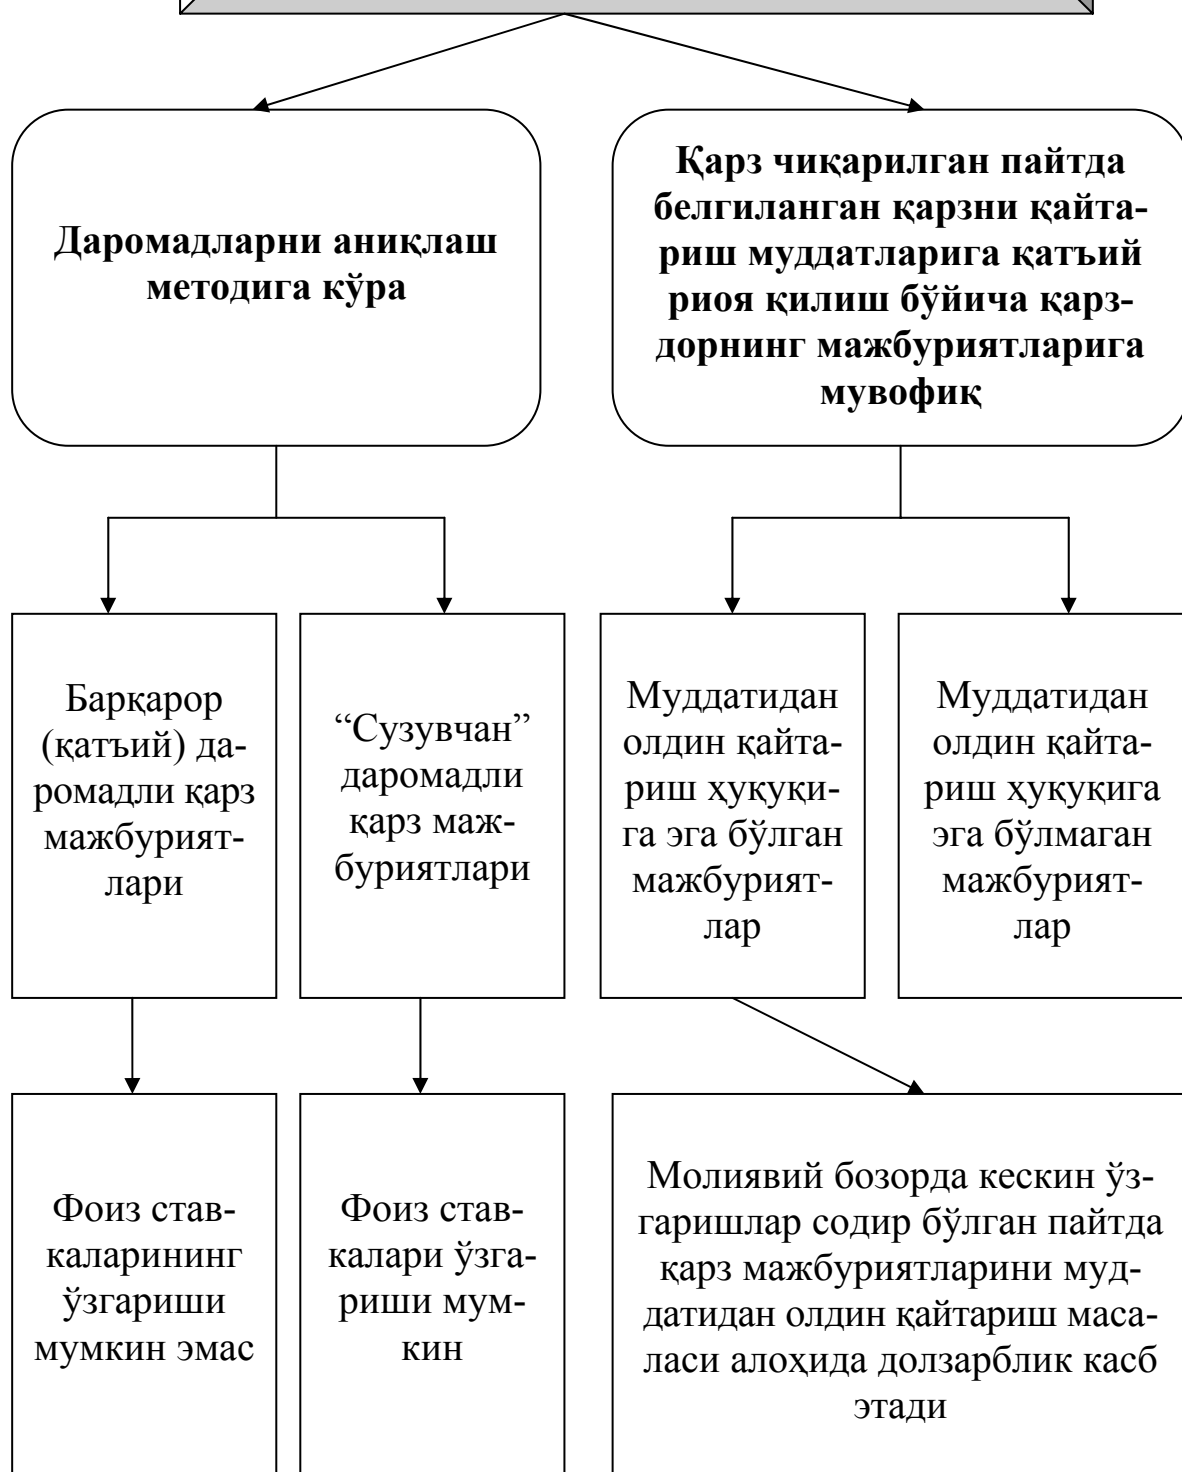 Даромадларни аниқлаш
методига кўра
Қарз чиқарилган пайтда
белгиланган қарзни қайта-
риш муддатларига қатъий
риоя қилиш бўйича қарз-
дорнинг мажбуриятларига
мувофиқ
Барқарор
(қатъий) да-
ромадли қарз
мажбурият-
лари
“Сузувчан”
даромадли
қарз маж-
буриятлари
Муддатидан
олдин қайта-
риш ҳуқуқи-
га эга бўлган
мажбурият-
лар
Муддатидан
олдин қайта-
риш ҳуқуқига
эга бўлмаган
мажбурият-
лар
Фоиз став-
каларининг
ўзгариши
мумкин эмас
Фоиз став-
калари ўзга-
риши мум-
кин
Молиявий бозорда кескин ўз-
гаришлар содир бўлган пайтда
қарз мажбуриятларини муд-
датидан олдин қайтариш маса-
ласи алоҳида долзарблик касб
этади